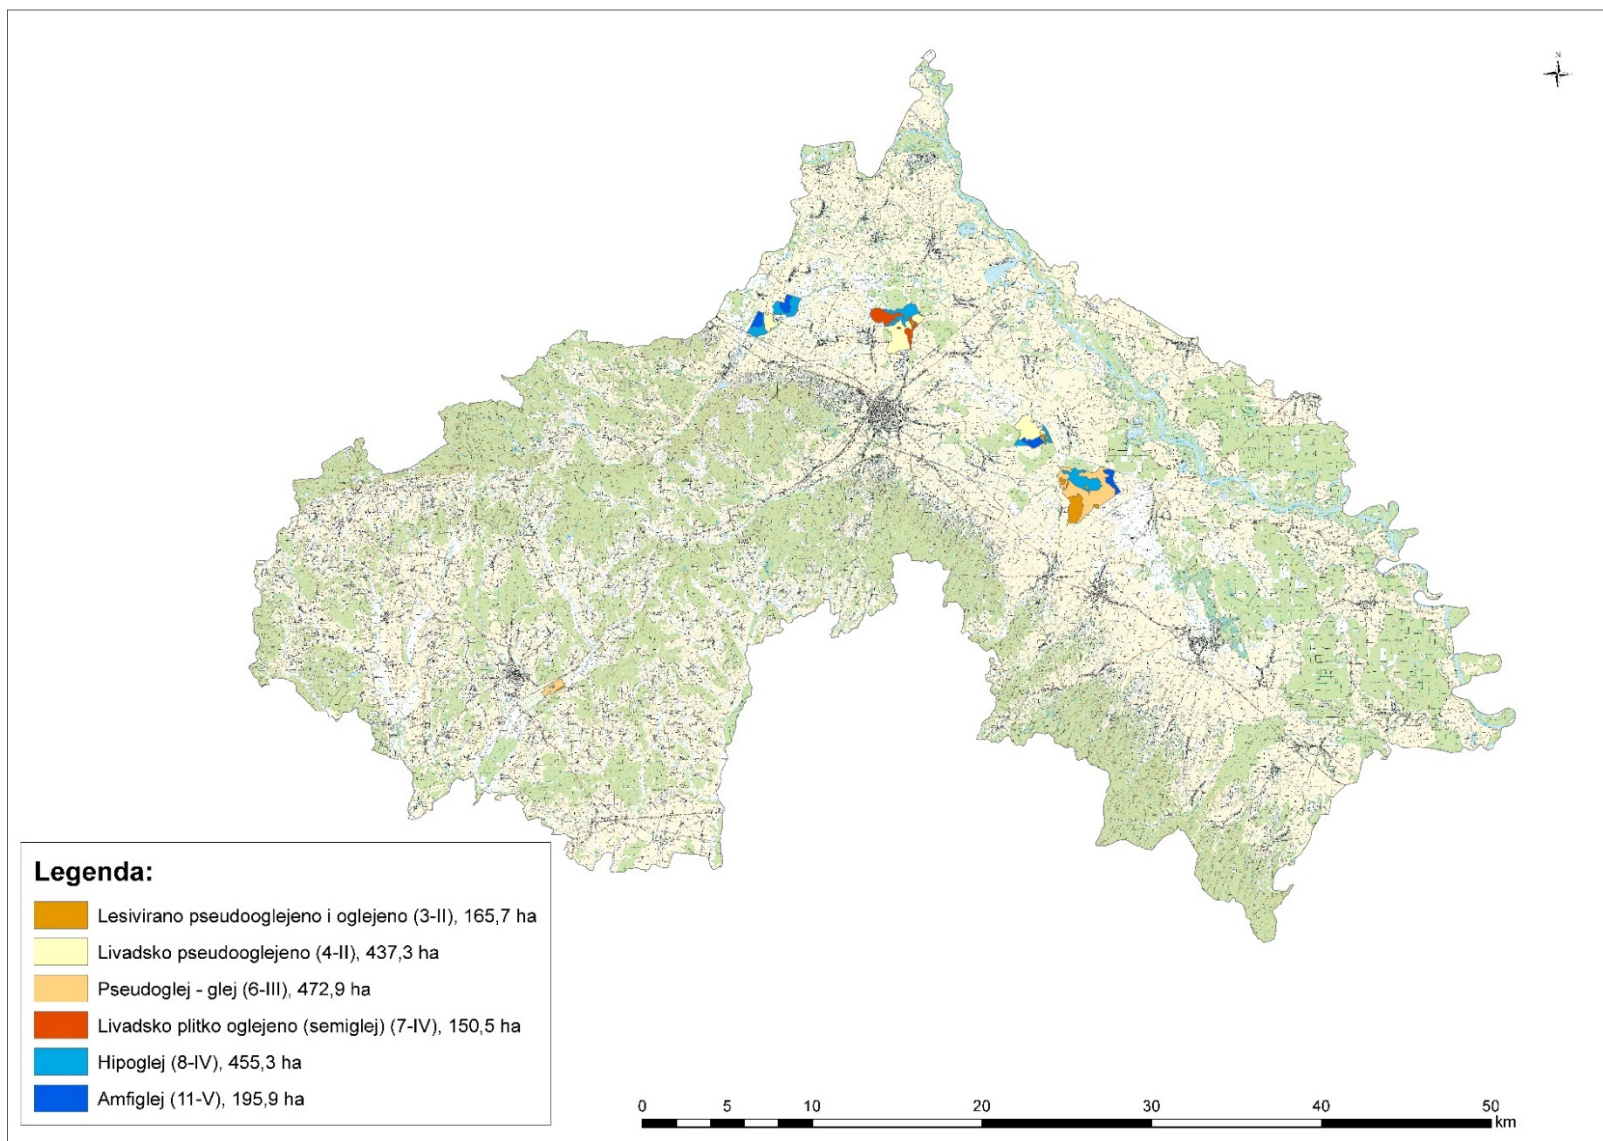 N
Legenda:
Lesivirano pseudooglejeno i oglejeno (3-II), 165,7 ha
Livadsko pseudooglejeno (4-II), 437,3 ha
Pseudoglej - glej (6-III), 472,9 ha
Livadsko plitko oglejeno (semiglej) (7-IV), 150,5 ha
Hipoglej (8-IV), 455,3 ha
Amfiglej (11-V), 195,9 ha
0 5 10 20 30 40 50
km